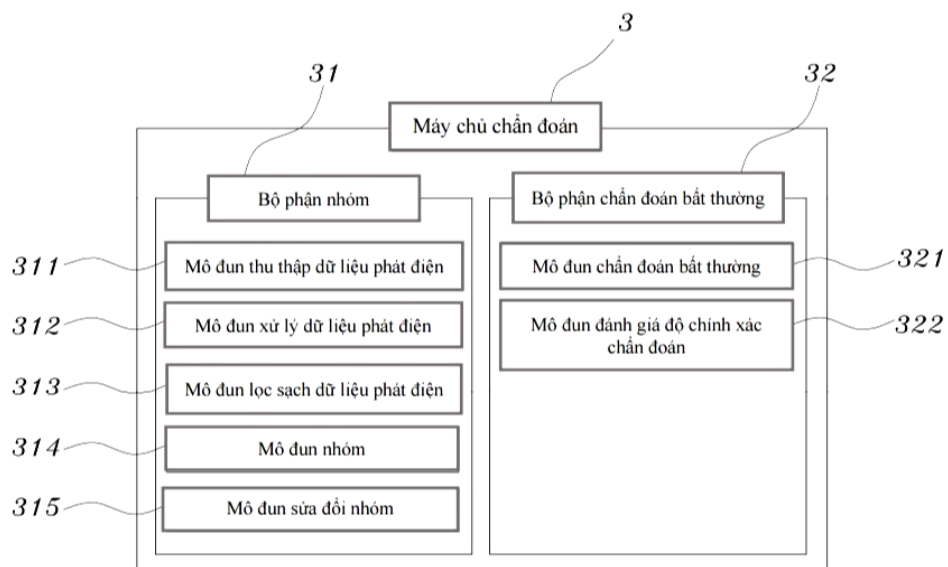 3
31
32
Máy chủ chẩn đoán
Bộ phận nhóm
Bộ phận chẩn đoán bất thường
311
Mô đun thu thập dữ liệu phát điện
312
Mô đun xử lý dữ liệu phát điện
313
Mô đun lọc sạch dữ liệu phát điện
314
Mô đun nhóm
315
Mô đun sửa đổi nhóm
Mô đun chẩn đoán bất thường
321
Mô đun đánh giá độ chính xác
chẩn đoán
322